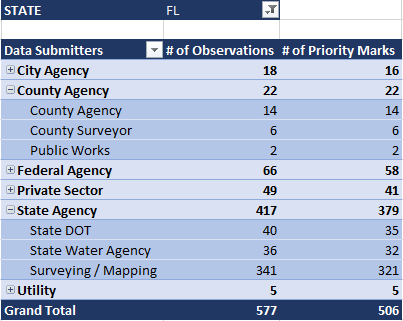 STATE FL
Data Submitters # of Observations # of Priority Marks
City Agency 18 16
County Agency 22 22
County Agency 14 14
County Surveyor 6 6
Public Works 2 2
Federal Agency 66 58
Private Sector 49 41
State Agency 417 379
State DOT 40 35
State Water Agency 36 32
Surveying / Mapping 341 321
Utility 5 5
Grand Total 577 506